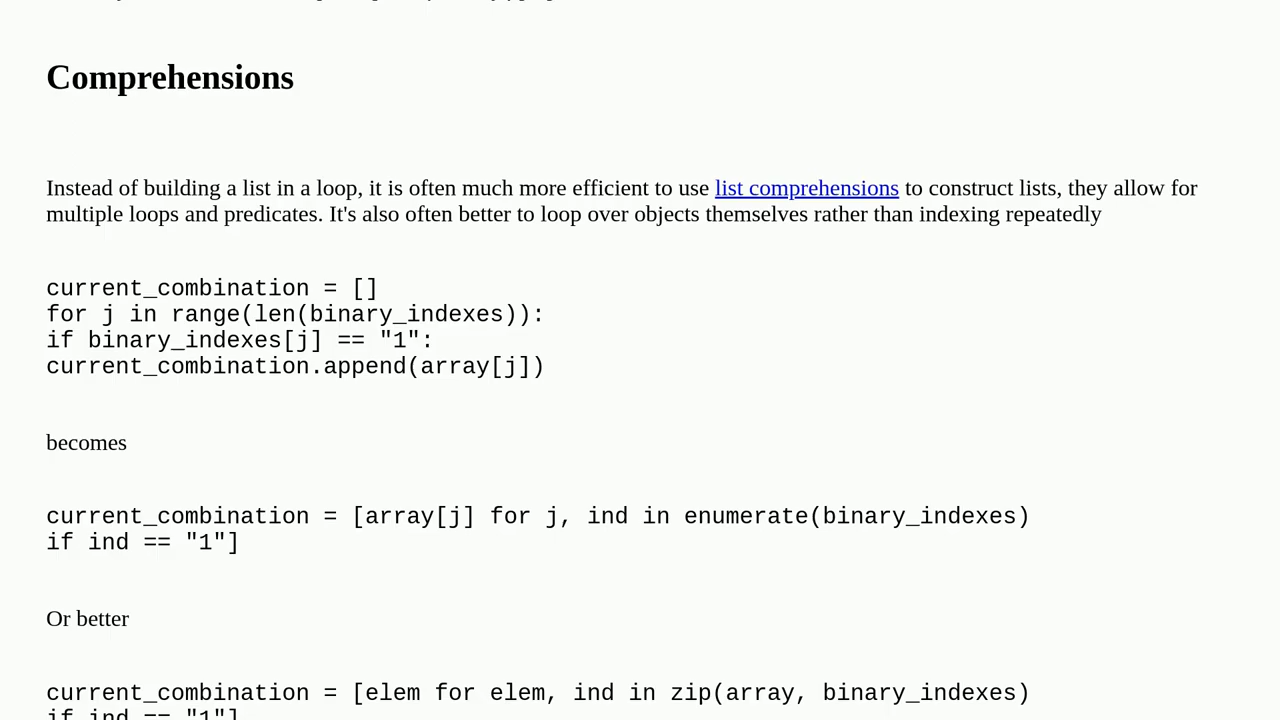 Comprehensions
Instead of building a list in a loop, it is often much more efficient to use list comprehensions to construct lists, they allow for
multiple loops and predicates. It's also often better to loop over objects themselves rather than indexing repeatedly
current_combination = []
for j in range(len(binary_indexes)):
if binary_indexes[j] == "1":
current_combination.append(array[j])
becomes
current_combination = [array[j] for j, ind in enumerate(binary_indexes)
if ind == "1"]
Or better
current_combination = [elem for elem, ind in zip(array, binary_indexes)
if ind == "1"]